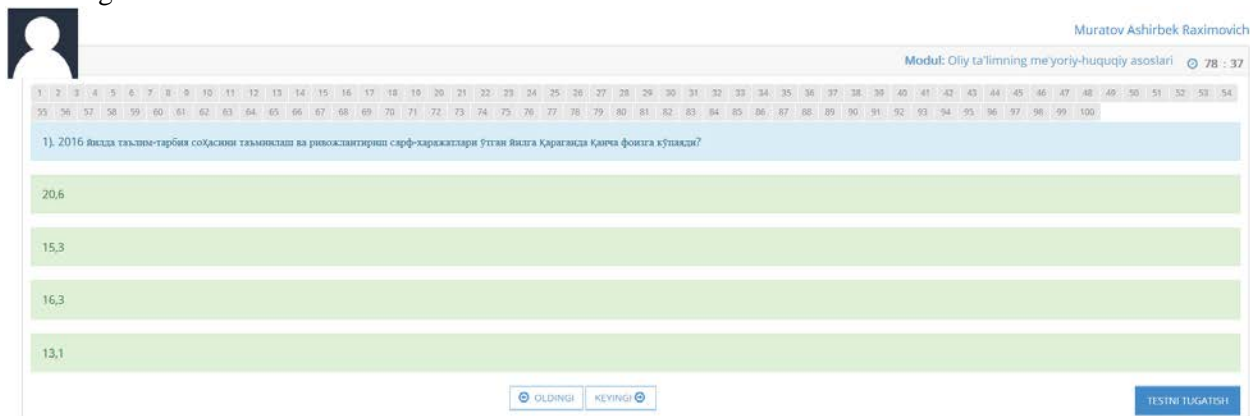 Muratov Ashirbek Raximovich
Modul: Oliy ta'limning me'yoriy-huquqiy asoslari 78 : 37
1 2 3 4 5 6 7 8 9 10 11 12 13 14 15 16 17 18 19 20 21 22 23 24 25 26 27 28 29 30 31 32 33 34 35 36 37 38 39 40 41 42 43 44 45 46 47 48 49 50 51 52 53 54
55 56 57 58 59 60 61 62 63 64 65 66 67 68 69 70 71 72 73 74 75 76 77 78 79 80 81 82 83 84 85 86 87 88 89 90 91 92 93 94 95 96 97 98 99 100
1). 2016 йилда таълим-тарбия соҲасини таъминлаш ва ривожлантириш сарф-харажатлари Ўтган йилга Қараганда Қанча фоизга кЎпаяди?
20,6
15,3
16,3
13,1
OLDINGI KEYINGI
TESTNI TUGATISH